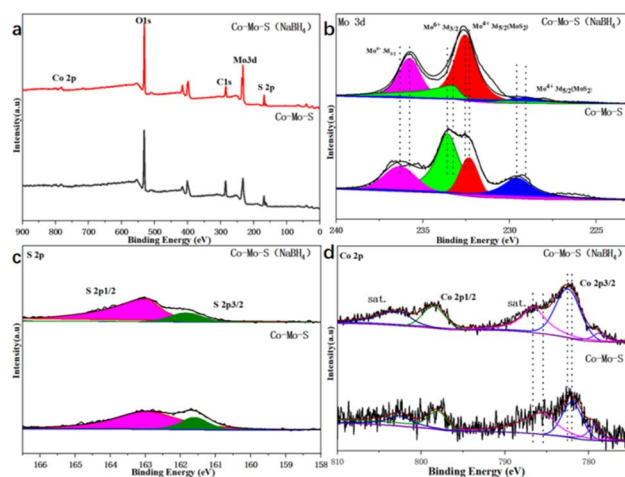 a
Co-Mo-S (NaBH₄)
O1s
Mo3d
C1s
S 2p
Co 2p
Co-Mo-S
Intensity(a.u)
900 800 700 600 500 400 300 200 100 0
Binding Energy (eV)
b
Mo 3d
Co-Mo-S (NaBH₄)
Mo⁶⁺ 3d₃/₂
Mo⁴⁺ 3d₅/₂(MoS₂)
Mo⁴⁺ 3d₅/₂(MoS₂)
Co-Mo-S
Intensity(a.u)
240 235 230 225
Binding Energy (eV)
c
S 2p
Co-Mo-S (NaBH₄)
S 2p1/2
S 2p3/2
Co-Mo-S
Intensity(a.u)
166 165 164 163 162 161 160 159 158
Binding Energy (eV)
d
Co 2p
Co-Mo-S (NaBH₄)
Co 2p3/2
Co 2p1/2
sat.
sat.
Co-Mo-S
Intensity(a.u)
810 800 790 780
Binding Energy (eV)